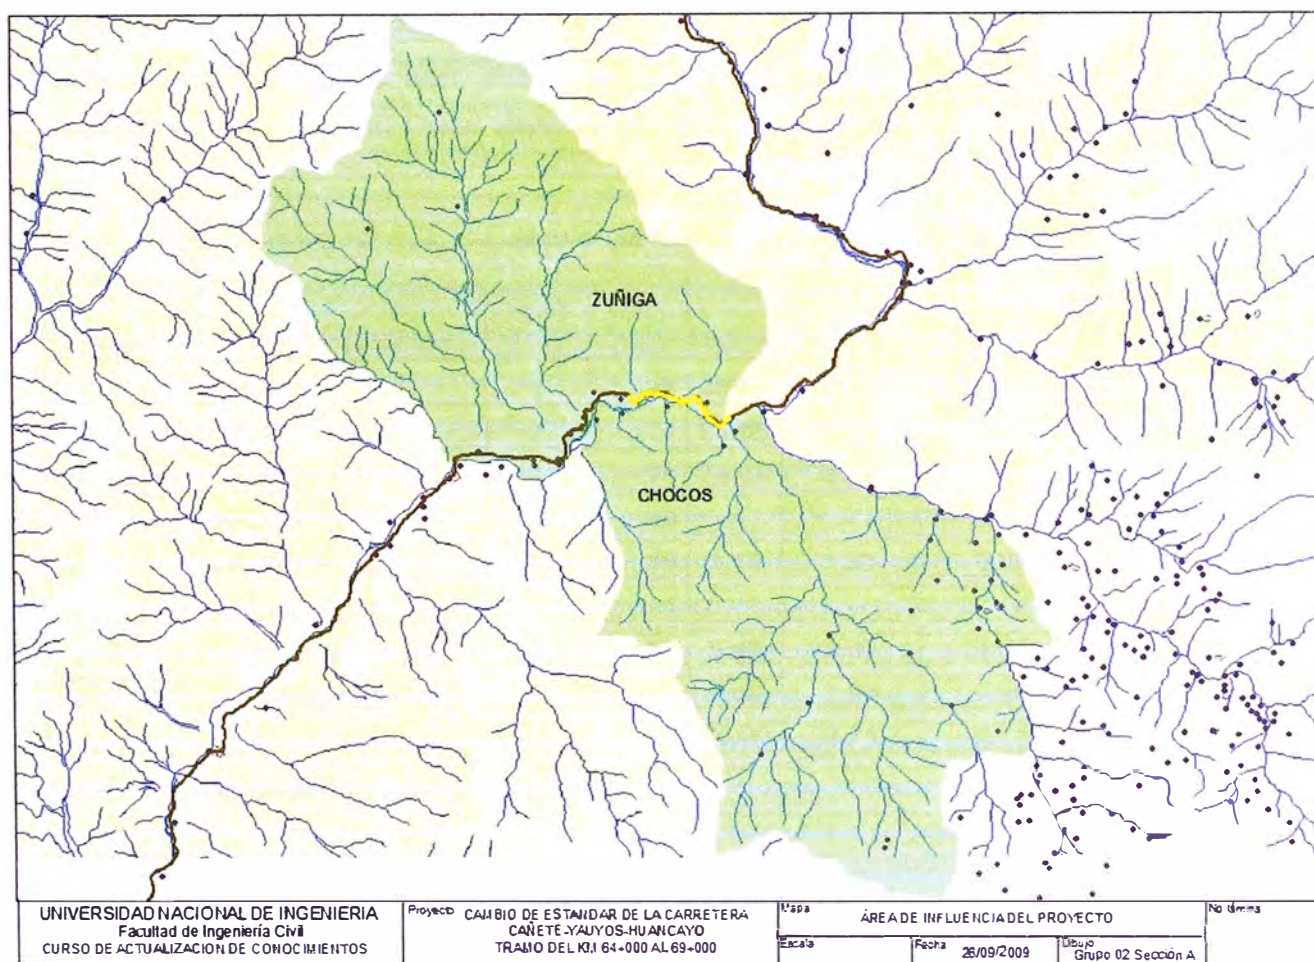 ZUÑIGA
CHOCOS
UNIVERSIDAD NACIONAL DE INGENIERIA
Facultad de Ingeniería Civil
CURSO DE ACTUALIZACION DE CONOCIMIENTOS
Proyecto
CAMBIO DE ESTANDAR DE LA CARRETERA
CAÑETE-YAUYOS-HUANCAYO
TRAMO DEL KM 64+000 AL 69+000
Mapa
ÁREA DE INFLUENCIA DEL PROYECTO
Escala
Fecha
26/09/2009
Dibujo
Grupo 02 Sección A
No lámina